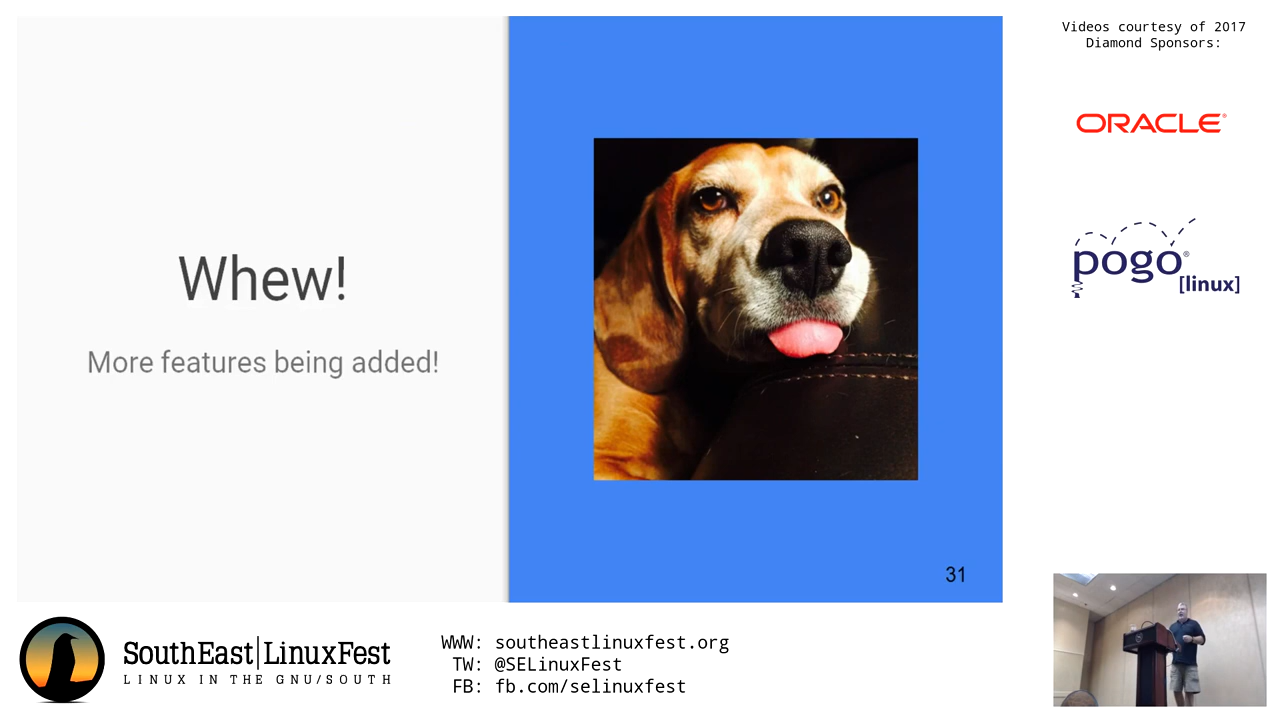 Whew!
More features being added!
31
Videos courtesy of 2017
Diamond Sponsors:
ORACLE®
pogo®
[linux]
SouthEast|LinuxFest
LINUX IN THE GNU/SOUTH
WWW: southeastlinuxfest.org
TW: @SELinuxFest
FB: fb.com/selinuxfest